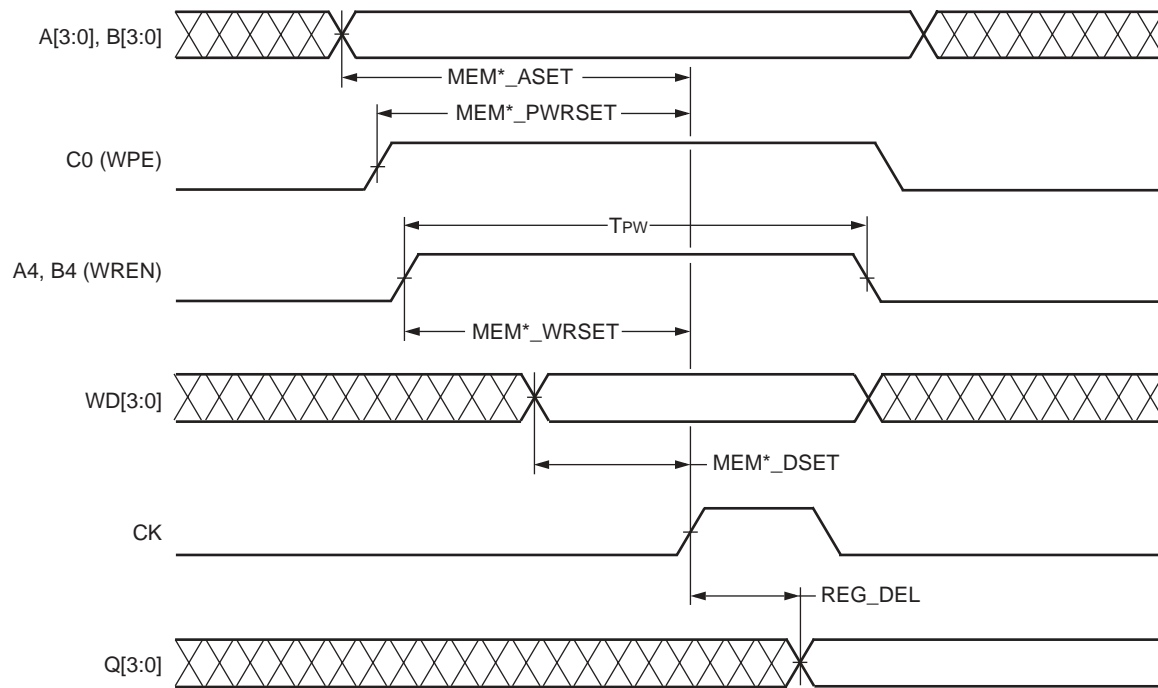 A[3:0], B[3:0]
MEM*_ASET
MEM*_PWRSET
C0 (WPE)
TPW
A4, B4 (WREN)
MEM*_WRSET
WD[3:0]
MEM*_DSET
CK
REG_DEL
Q[3:0]